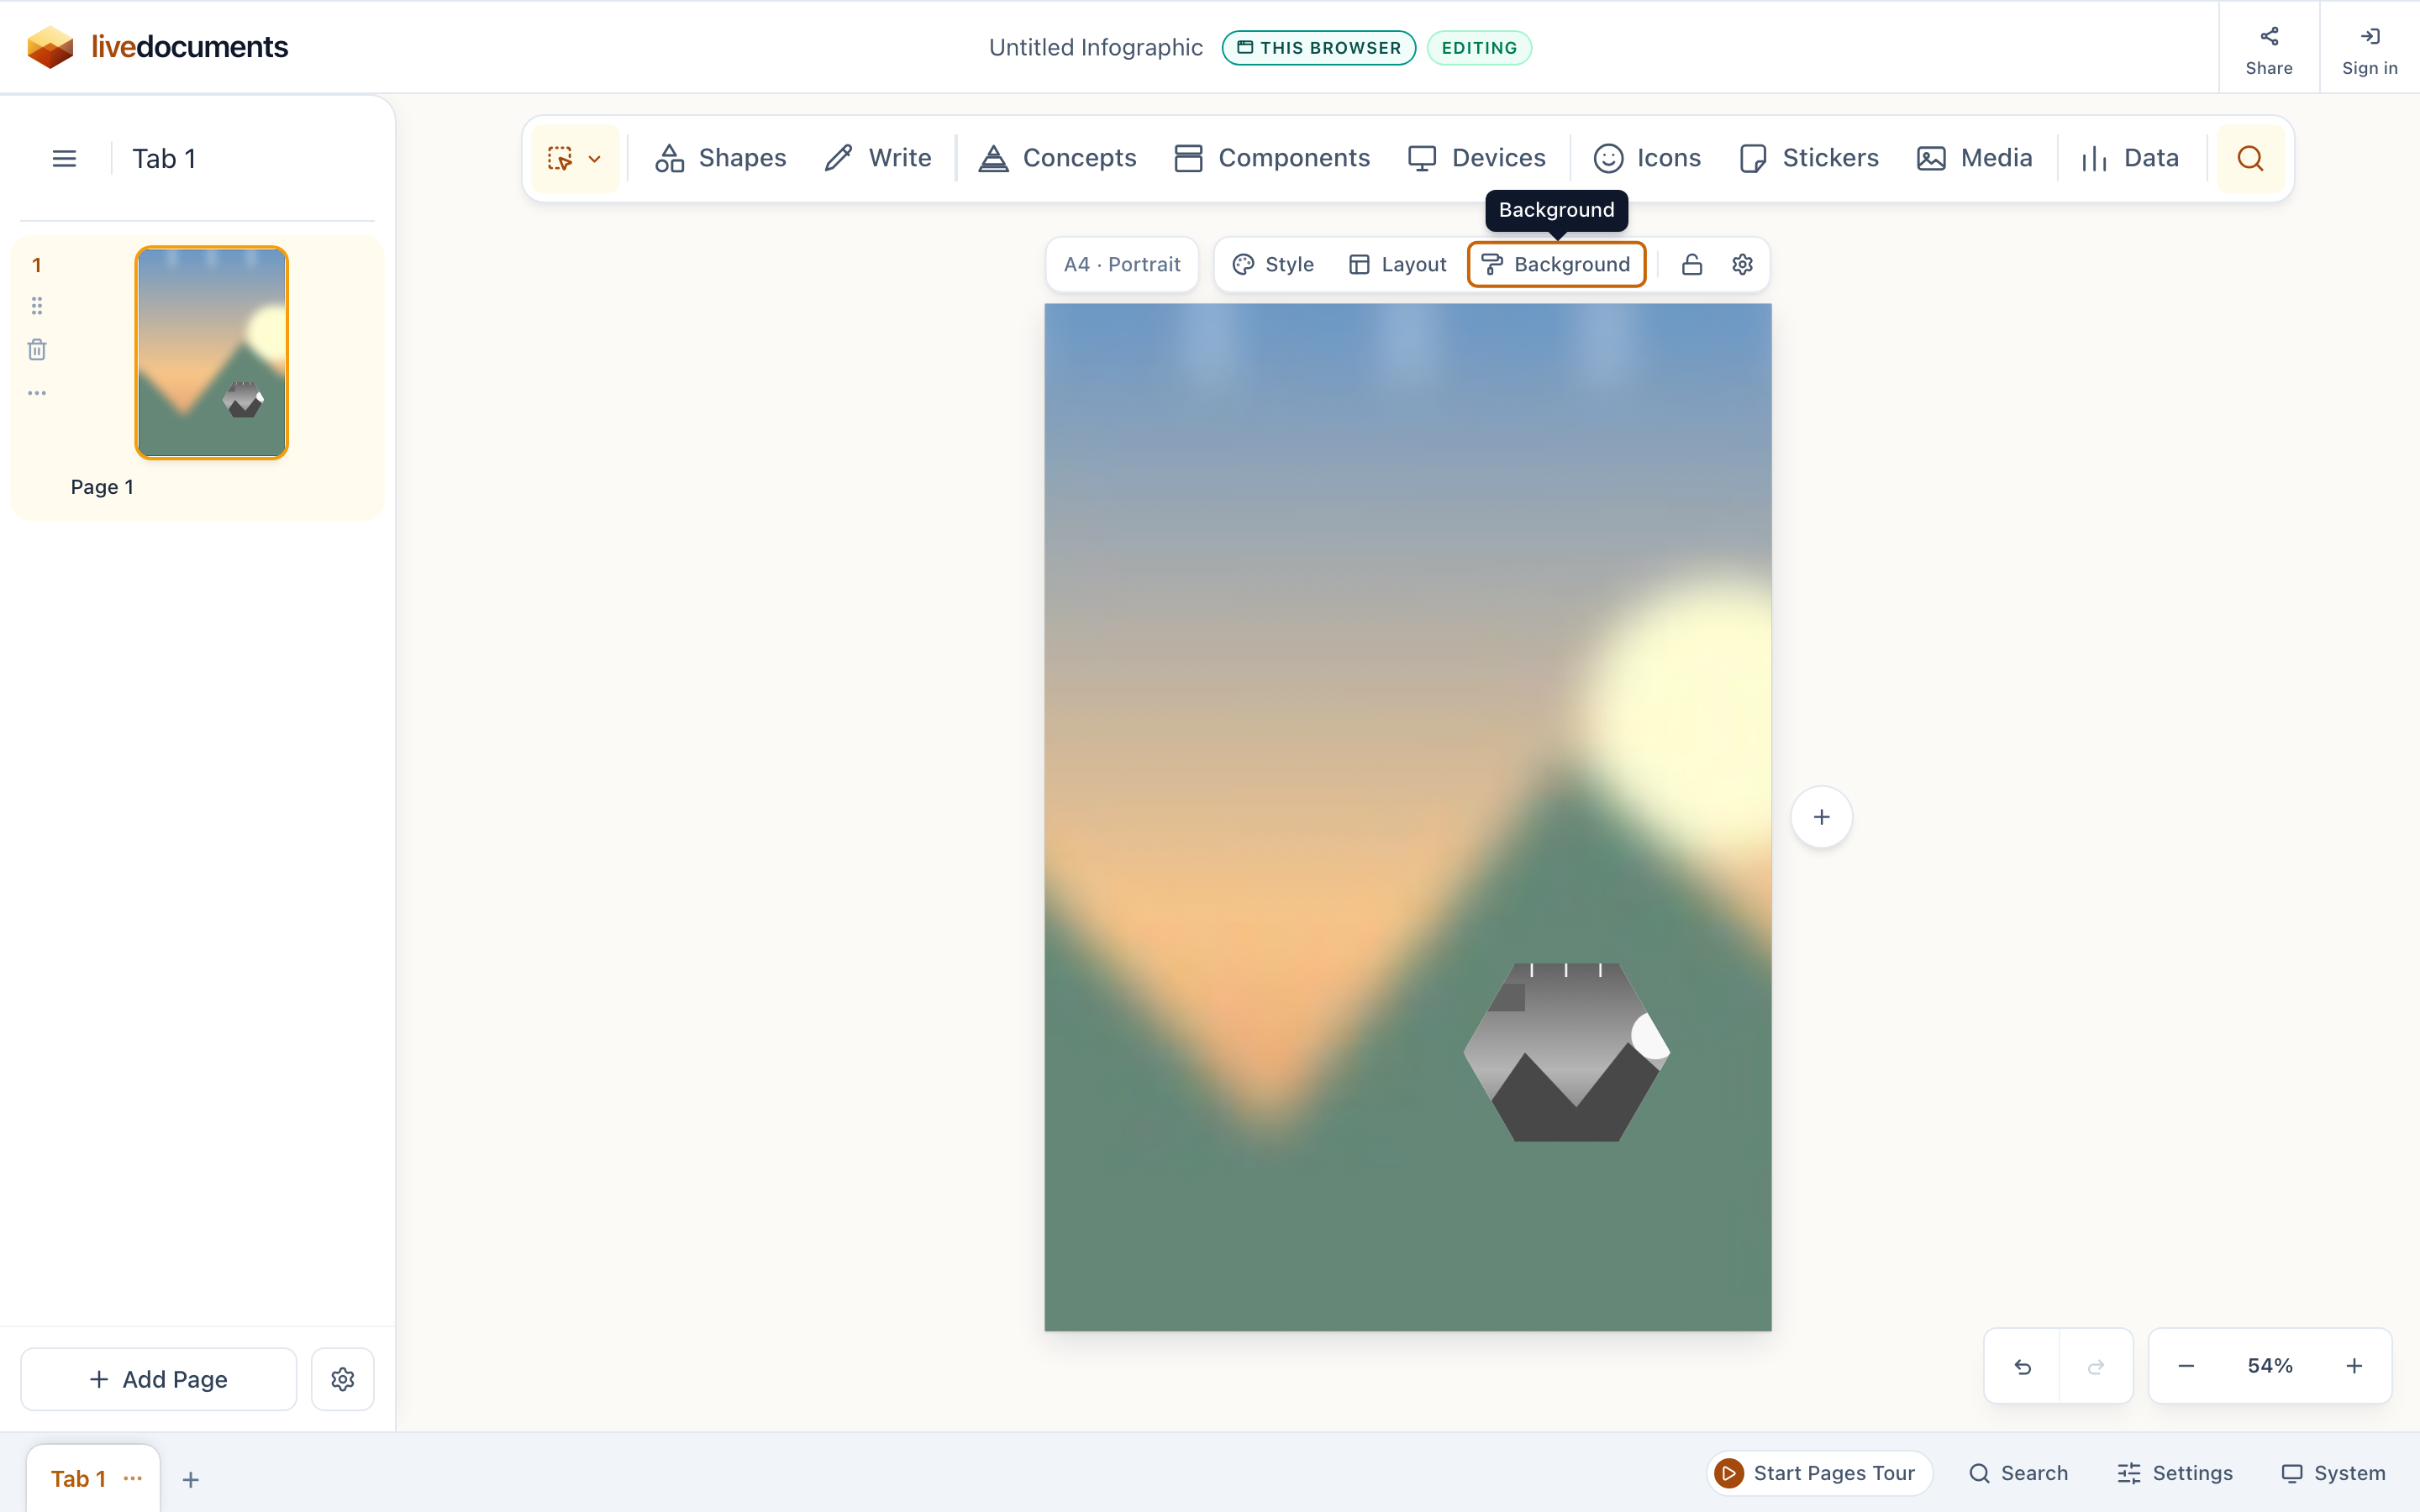 livedocuments
Untitled Infographic
THIS BROWSER
EDITING
Share
Sign in
Tab 1
Shapes
Write
Concepts
Components
Devices
Icons
Stickers
Media
Data
Background
A4 · Portrait
Style
Layout
Background
1
Page 1
Add Page
54%
Tab 1
Start Pages Tour
Search
Settings
System